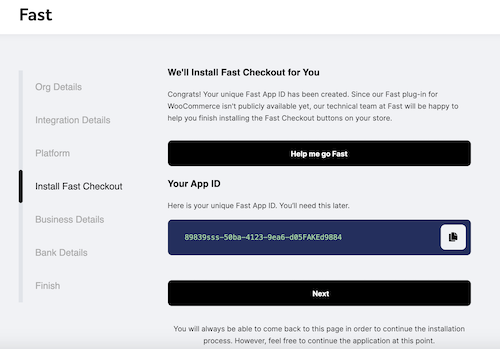 Fast
Org Details
Integration Details
Platform
Install Fast Checkout
Business Details
Bank Details
Finish
We'll Install Fast Checkout for You
Congrats! Your unique Fast App ID has been created. Since our Fast plug-in for
WooCommerce isn't publicly available yet, our technical team at Fast will be happy to
help you finish installing the Fast Checkout buttons on your store.
Help me go Fast
Your App ID
Here is your unique Fast App ID. You'll need this later.
89839sss-50ba-4123-9ea6-d05FAKEd9884
Next
You will always be able to come back to this page in order to continue the installation
process. However, feel free to continue the application at this point.